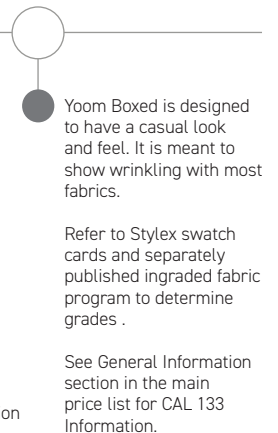 Yoom Boxed is designed
to have a casual look
and feel. It is meant to
show wrinkling with most
fabrics.
Refer to Stylex swatch
cards and separately
published ingraded fabric
program to determine
grades .
See General Information
section in the main
price list for CAL 133
Information.
on